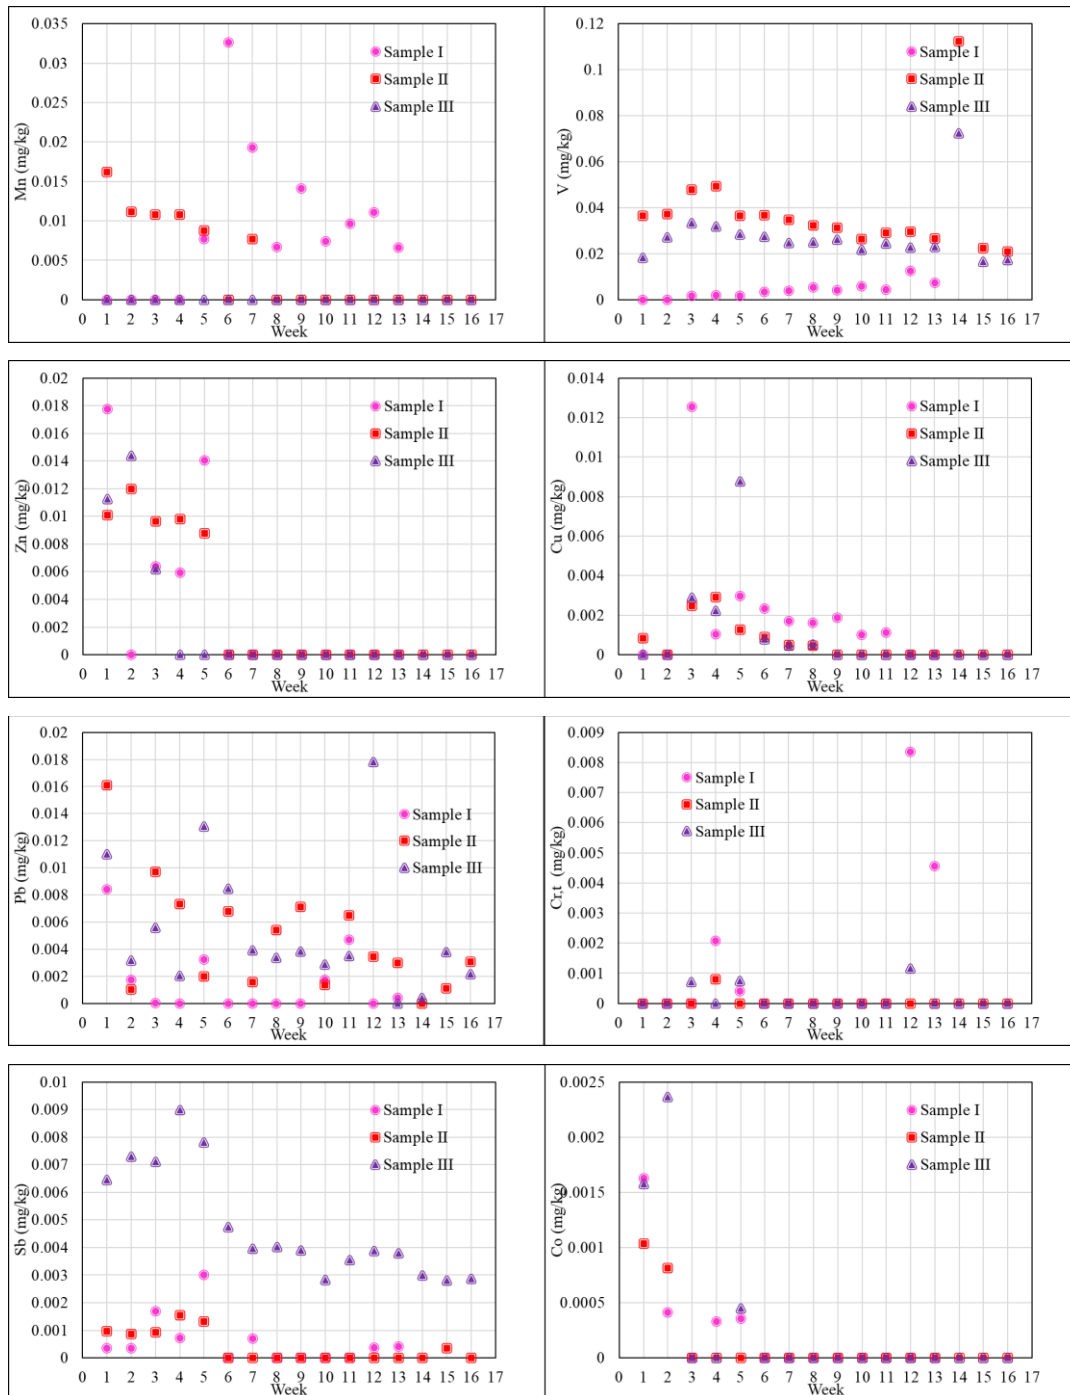 0.035
0.03
0.025
0.02
0.015
0.01
0.005
0
Mn (mg/kg)
Sample I
Sample II
Sample III
0 1 2 3 4 5 6 7 8 9 10 11 12 13 14 15 16 17
Week
0.12
0.1
0.08
0.06
0.04
0.02
0
V (mg/kg)
Sample I
Sample II
Sample III
0 1 2 3 4 5 6 7 8 9 10 11 12 13 14 15 16 17
Week
0.02
0.018
0.016
0.014
0.012
0.01
0.008
0.006
0.004
0.002
0
Zn (mg/kg)
Sample I
Sample II
Sample III
0 1 2 3 4 5 6 7 8 9 10 11 12 13 14 15 16 17
Week
0.014
0.012
0.01
0.008
0.006
0.004
0.002
0
Cu (mg/kg)
Sample I
Sample II
Sample III
0 1 2 3 4 5 6 7 8 9 10 11 12 13 14 15 16 17
Week
0.02
0.018
0.016
0.014
0.012
0.01
0.008
0.006
0.004
0.002
0
Pb (mg/kg)
Sample I
Sample II
Sample III
0 1 2 3 4 5 6 7 8 9 10 11 12 13 14 15 16 17
Week
0.009
0.008
0.007
0.006
0.005
0.004
0.003
0.002
0.001
0
Cr,t (mg/kg)
Sample I
Sample II
Sample III
0 1 2 3 4 5 6 7 8 9 10 11 12 13 14 15 16 17
Week
0.01
0.009
0.008
0.007
0.006
0.005
0.004
0.003
0.002
0.001
0
Sb (mg/kg)
Sample I
Sample II
Sample III
0 1 2 3 4 5 6 7 8 9 10 11 12 13 14 15 16 17
Week
0.0025
0.002
0.0015
0.001
0.0005
0
Co (mg/kg)
Sample I
Sample II
Sample III
0 1 2 3 4 5 6 7 8 9 10 11 12 13 14 15 16 17
Week